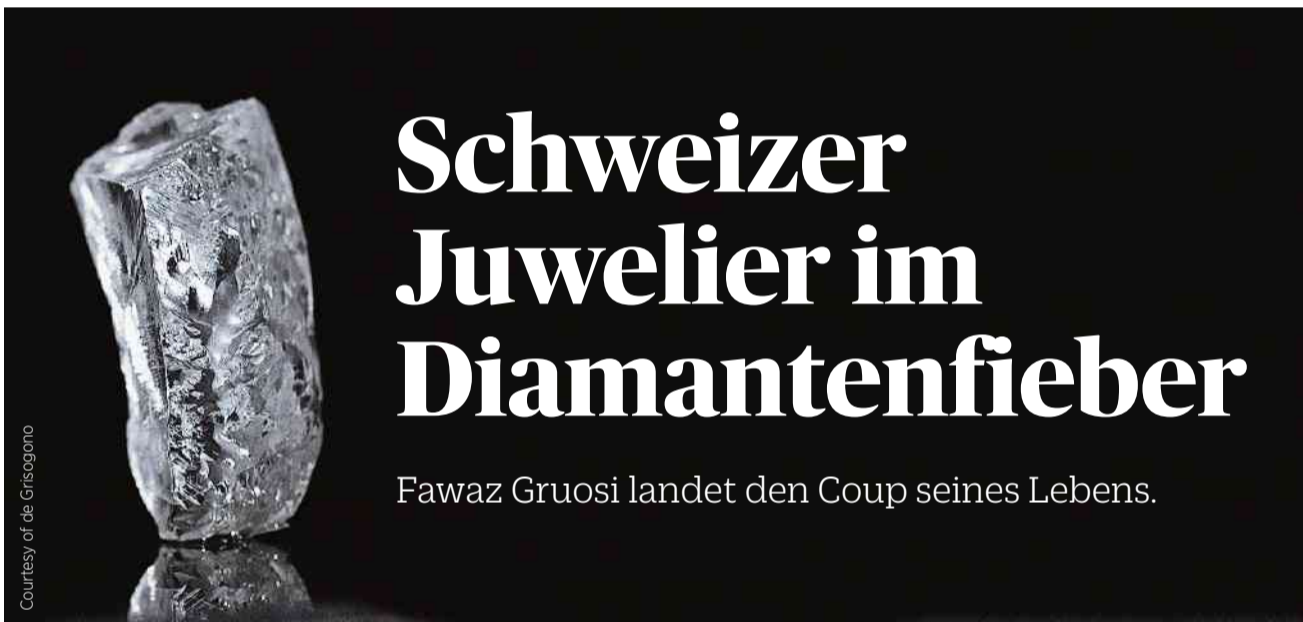 Schweizer
Juwelier im
Diamantenfieber
Fawaz Gruosi landet den Coup seines Lebens.
Courtesy of de Grisogono